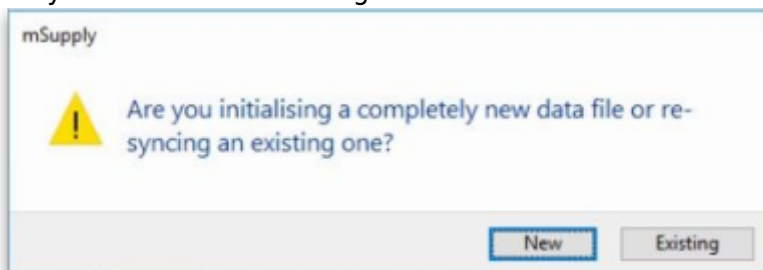 mSupply
Are you initialising a completely new data file or re-
syncing an existing one?
New
Existing